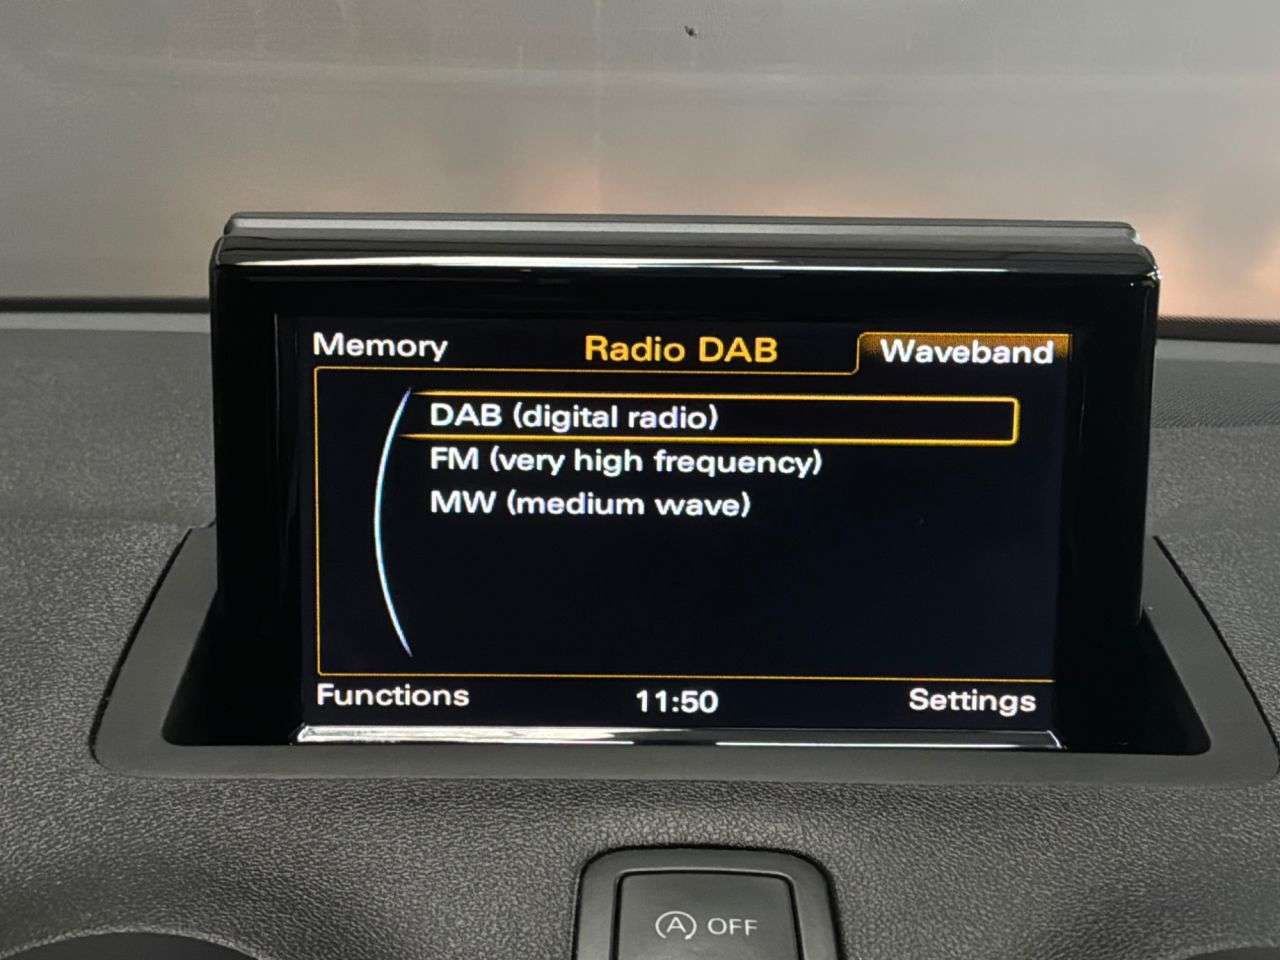 Memory Radio DAB Waveband
DAB (digital radio)
FM (very high frequency)
MW (medium wave)
Functions 11:50 Settings
A OFF